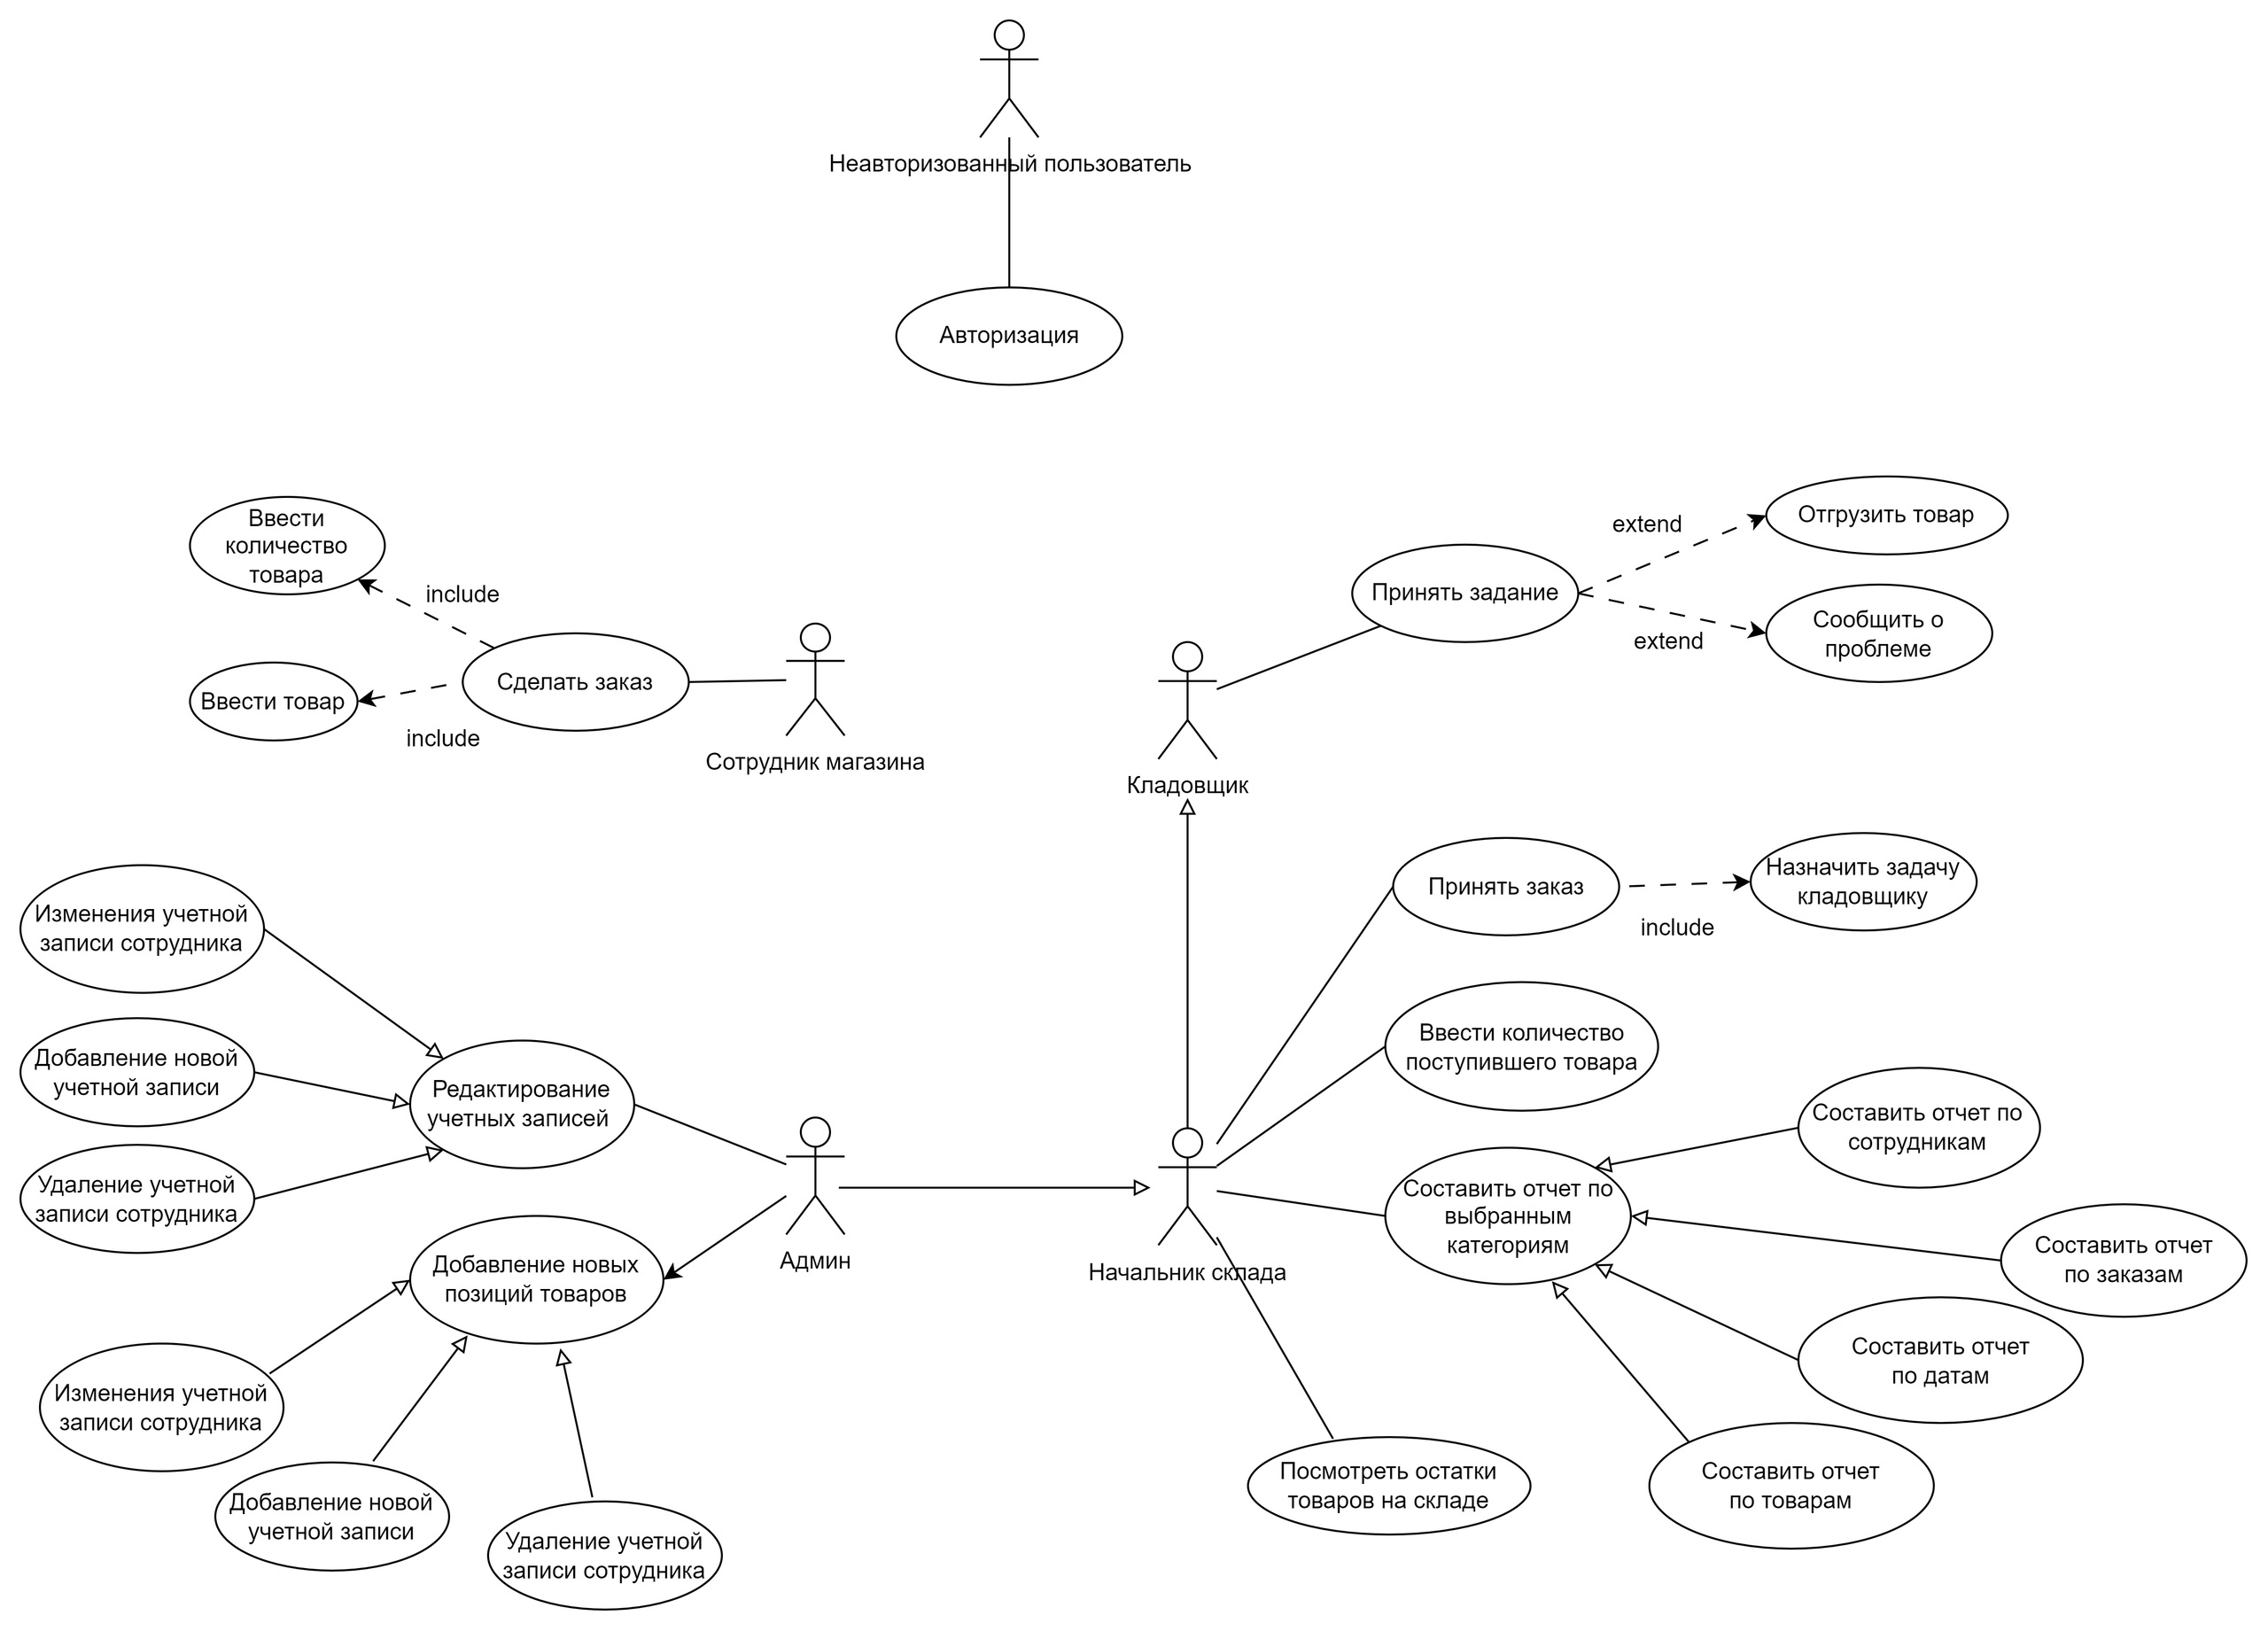 Неавторизованный пользователь
Авторизация
Ввести
количество
товара
include
Ввести товар
include
Сделать заказ
Сотрудник магазина
Кладовщик
Принять задание
extend
Отгрузить товар
extend
Сообщить о
проблеме
Принять заказ
include
Назначить задачу
кладовщику
Ввести количество
поступившего товара
Изменения учетной
записи сотрудника
Добавление новой
учетной записи
Удаление учетной
записи сотрудника
Редактирование
учетных записей
Админ
Добавление новых
позиций товаров
Изменения учетной
записи сотрудника
Добавление новой
учетной записи
Удаление учетной
записи сотрудника
Начальник склада
Составить отчет по
выбранным
категориям
Составить отчет по
сотрудникам
Составить отчет
по заказам
Составить отчет
по датам
Составить отчет
по товарам
Посмотреть остатки
товаров на складе